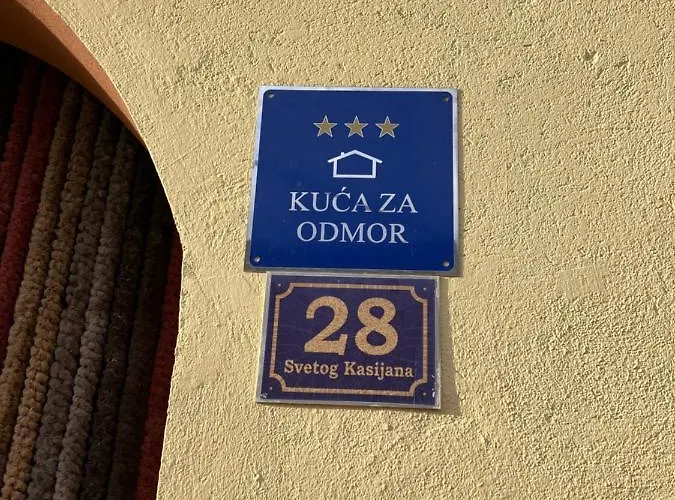 KUĆA ZA
ODMOR
28
Svetog Kasijana